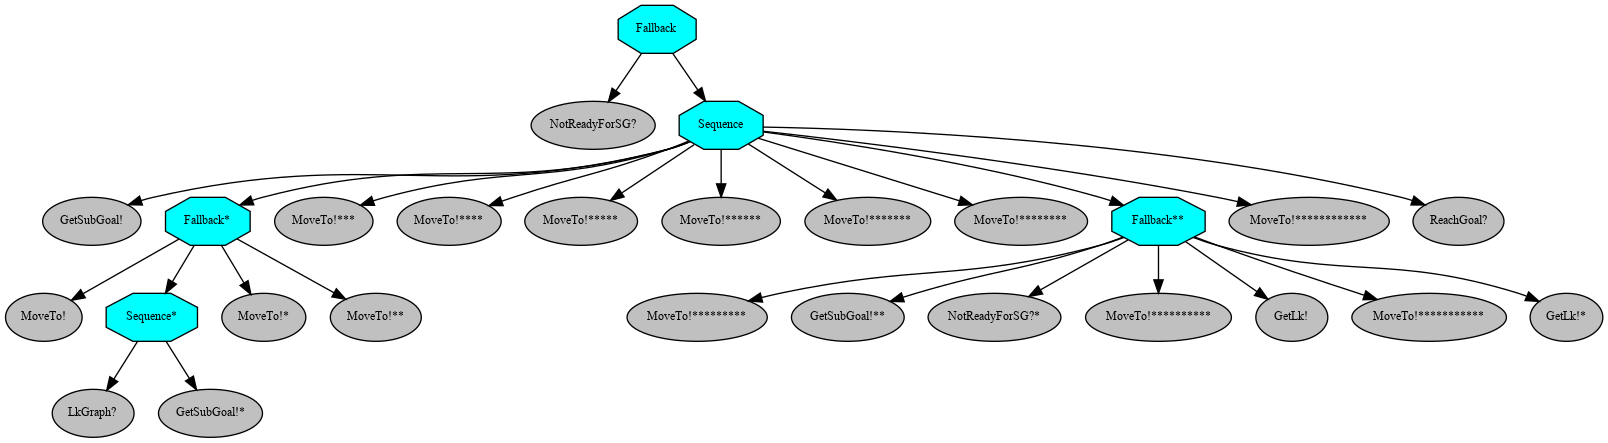 Fallback
NotReadyForSG?
Sequence
GetSubGoal!
Fallback*
MoveTo!***
MoveTo!****
MoveTo!*****
MoveTo!******
MoveTo!*******
MoveTo!********
Fallback**
MoveTo!************
ReachGoal?
MoveTo!
Sequence*
MoveTo!*
MoveTo!**
MoveTo!*********
GetSubGoal!**
NotReadyForSG?*
MoveTo!**********
GetLk!
MoveTo!***********
GetLk!*
LkGraph?
GetSubGoal!*